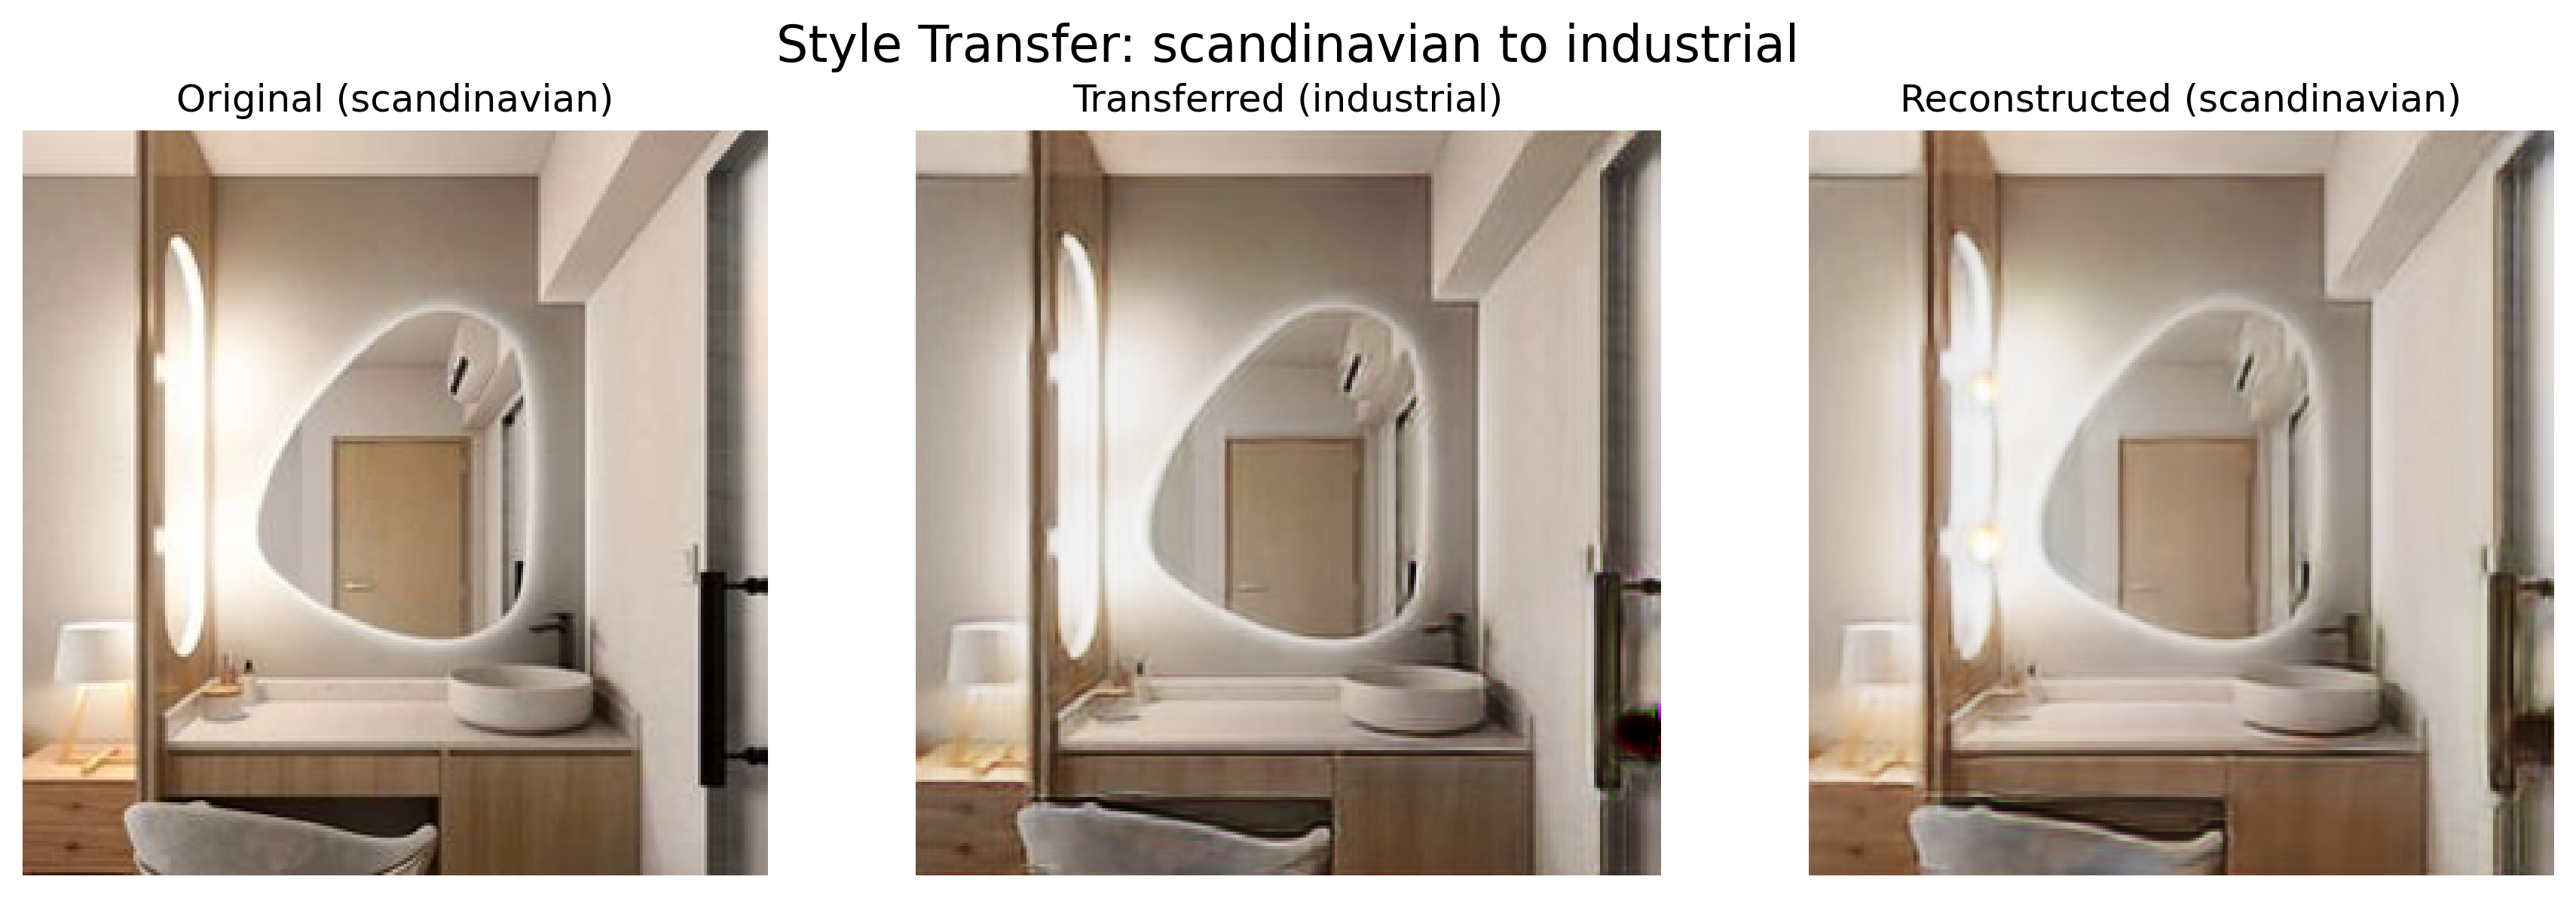 Style Transfer: scandinavian to industrial
Original (scandinavian)
Transferred (industrial)
Reconstructed (scandinavian)